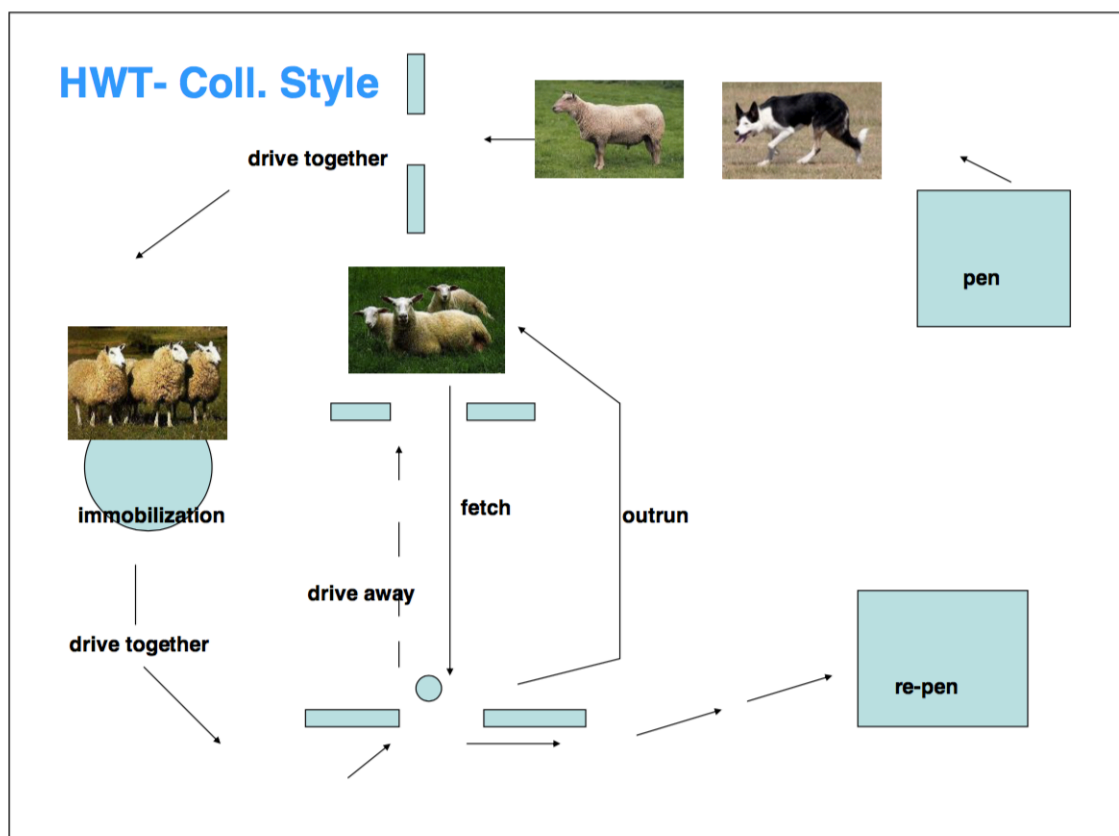 HWT- Coll. Style
drive together
pen
immobilization
fetch
outrun
drive away
drive together
re-pen